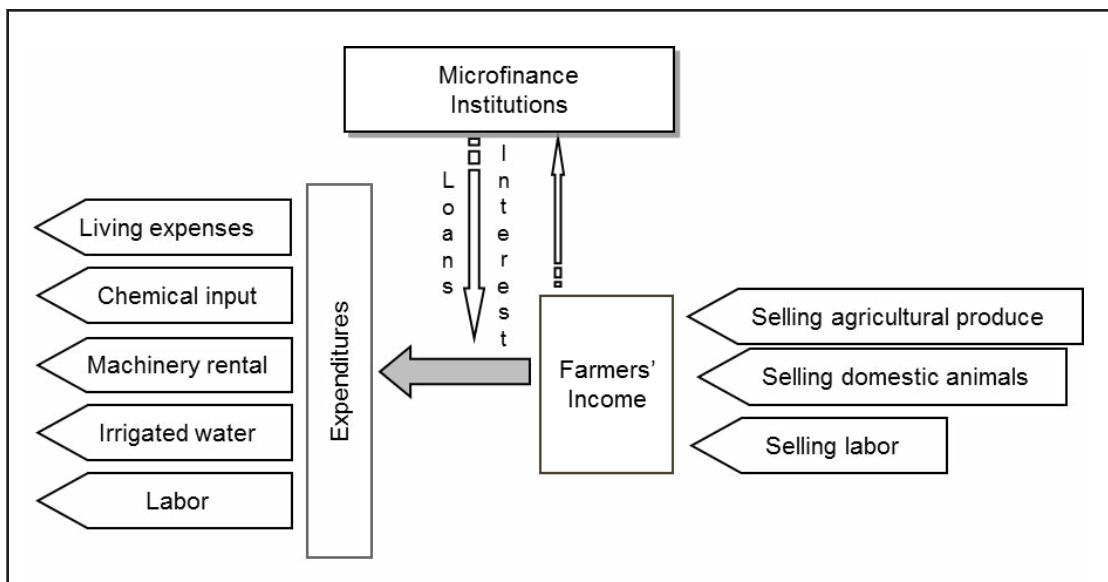 Microfinance
Institutions
Loans
Interest
Living expenses
Chemical input
Machinery rental
Irrigated water
Labor
Expenditures
Farmers’
Income
Selling agricultural produce
Selling domestic animals
Selling labor